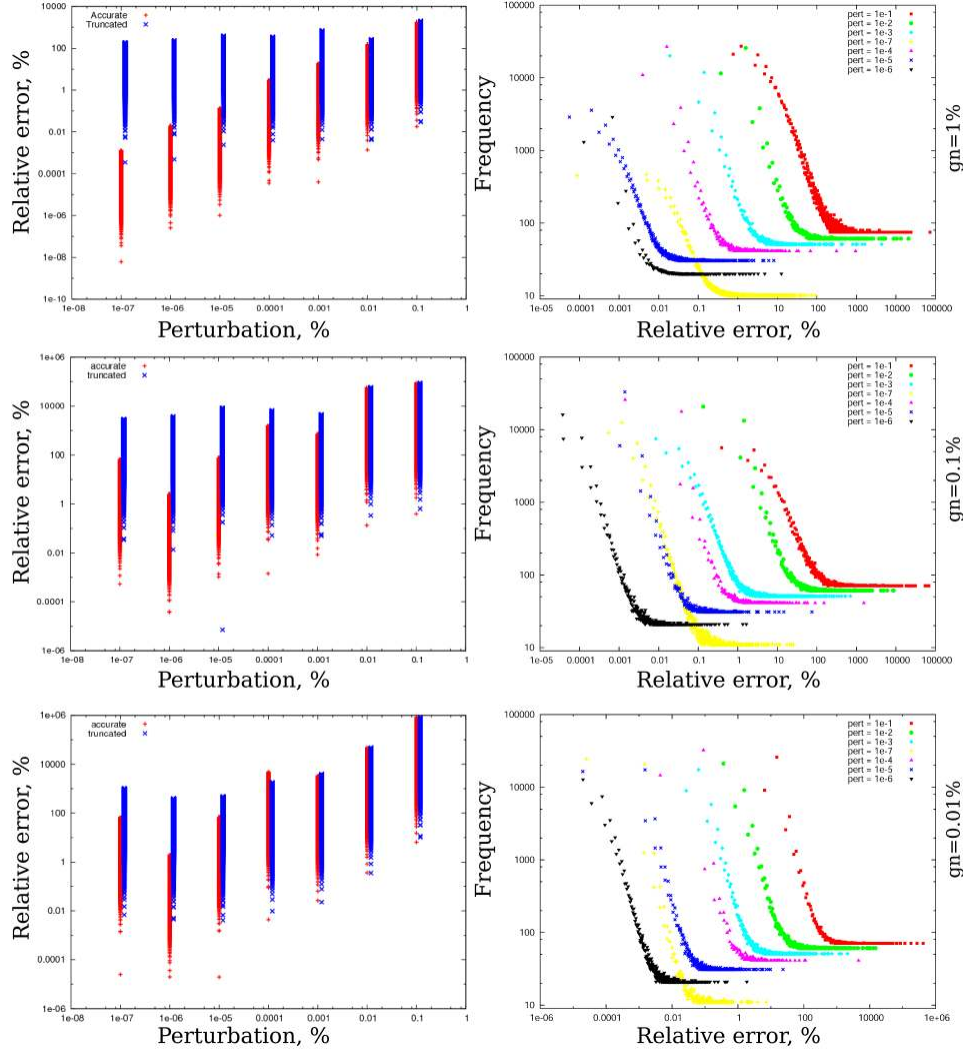 Relative error, %
10000
100
1
0.01
0.0001
1e-06
1e-08
1e-10
Accurate
Truncated
1e-08 1e-07 1e-06 1e-05 0.0001 0.001 0.01 0.1 1
Perturbation, %
Frequency
100000
10000
1000
100
10
pert = 1e-1
pert = 1e-2
pert = 1e-3
pert = 1e-7
pert = 1e-4
pert = 1e-5
pert = 1e-6
1e-05 0.0001 0.001 0.01 0.1 1 10 100 1000 10000 100000
Relative error, %
gn=1%
Relative error, %
1e+06
10000
100
1
0.01
0.0001
1e-06
accurate
truncated
1e-08 1e-07 1e-06 1e-05 0.0001 0.001 0.01 0.1 1
Perturbation, %
Frequency
100000
10000
1000
100
10
pert = 1e-1
pert = 1e-2
pert = 1e-3
pert = 1e-7
pert = 1e-4
pert = 1e-5
pert = 1e-6
1e-05 0.0001 0.001 0.01 0.1 1 10 100 1000 10000 100000
Relative error, %
gn=0.1%
Relative error, %
1e+06
10000
100
1
0.01
0.0001
1e-06
accurate
truncated
1e-08 1e-07 1e-06 1e-05 0.0001 0.001 0.01 0.1 1
Perturbation, %
Frequency
100000
10000
1000
100
10
pert = 1e-1
pert = 1e-2
pert = 1e-3
pert = 1e-7
pert = 1e-4
pert = 1e-5
pert = 1e-6
1e-06 0.0001 0.01 1 100 10000 1e+06
Relative error, %
gn=0.01%